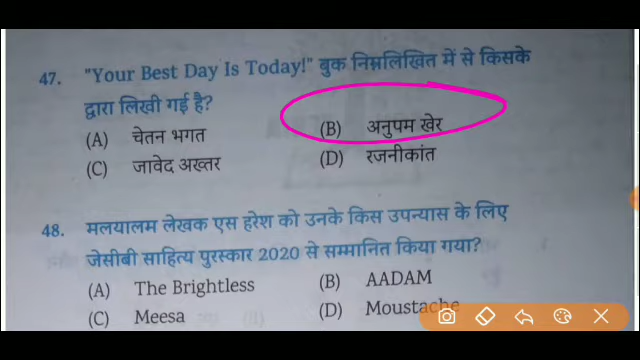 47. "Your Best Day Is Today!" बुक निम्नलिखित में से किसके
द्वारा लिखी गई है?
(A) चेतन भगत (B) अनुपम खेर
(C) जावेद अख्तर (D) रजनीकांत
48. मलयालम लेखक एस हरेश को उनके किस उपन्यास के लिए
जेसीबी साहित्य पुरस्कार 2020 से सम्मानित किया गया?
(A) The Brightless (B) AADAM
(C) Meesa (D) Moustache